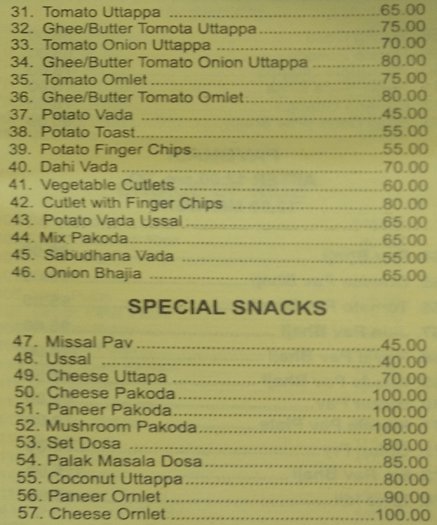 31. Tomato Uttappa ........................................65.00
32. Ghee/Butter Tomota Uttappa........................75.00
33. Tomato Onion Uttappa ................................70.00
34. Ghee/Butter Tomato Onion Uttappa ..............80.00
35. Tomato Omlet.............................................75.00
36. Ghee/Butter Tomato Omlet..........................80.00
37. Potato Vada ...............................................45.00
38. Potato Toast...............................................55.00
39. Potato Finger Chips....................................55.00
40. Dahi Vada..................................................70.00
41. Vegetable Cutlets .......................................60.00
42. Cutlet with Finger Chips .............................80.00
43. Potato Vada Ussal......................................65.00
44. Mix Pakoda................................................65.00
45. Sabudhana Vada .......................................55.00
46. Onion Bhajia ..............................................65.00
SPECIAL SNACKS
47. Missal Pav.................................................45.00
48. Ussal .........................................................40.00
49. Cheese Uttapa ...........................................70.00
50. Cheese Pakoda........................................100.00
51. Paneer Pakoda........................................100.00
52. Mushroom Pakoda...................................100.00
53. Set Dosa ...................................................80.00
54. Palak Masala Dosa....................................85.00
55. Coconut Uttappa........................................80.00
56. Paneer Ornlet ............................................90.00
57. Cheese Ornlet .........................................100.00